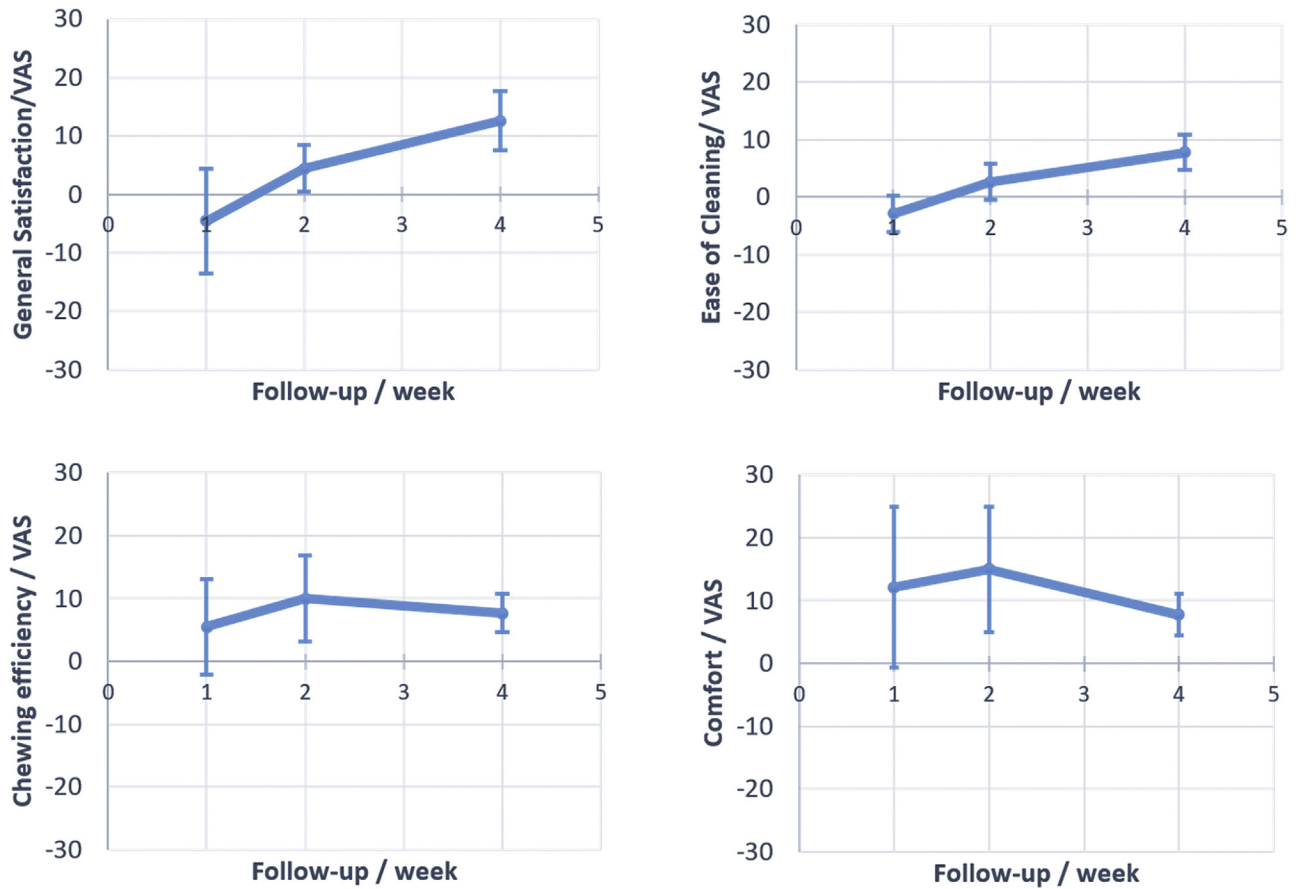 General Satisfaction/VAS
30
20
10
0
-10
-20
-30
0 1 2 3 4 5
Follow-up / week
Ease of Cleaning/ VAS
30
20
10
0
-10
-20
-30
0 1 2 3 4 5
Follow-up / week
Chewing efficiency / VAS
30
20
10
0
-10
-20
-30
0 1 2 3 4 5
Follow-up / week
Comfort / VAS
30
20
10
0
-10
-20
-30
0 1 2 3 4 5
Follow-up / week